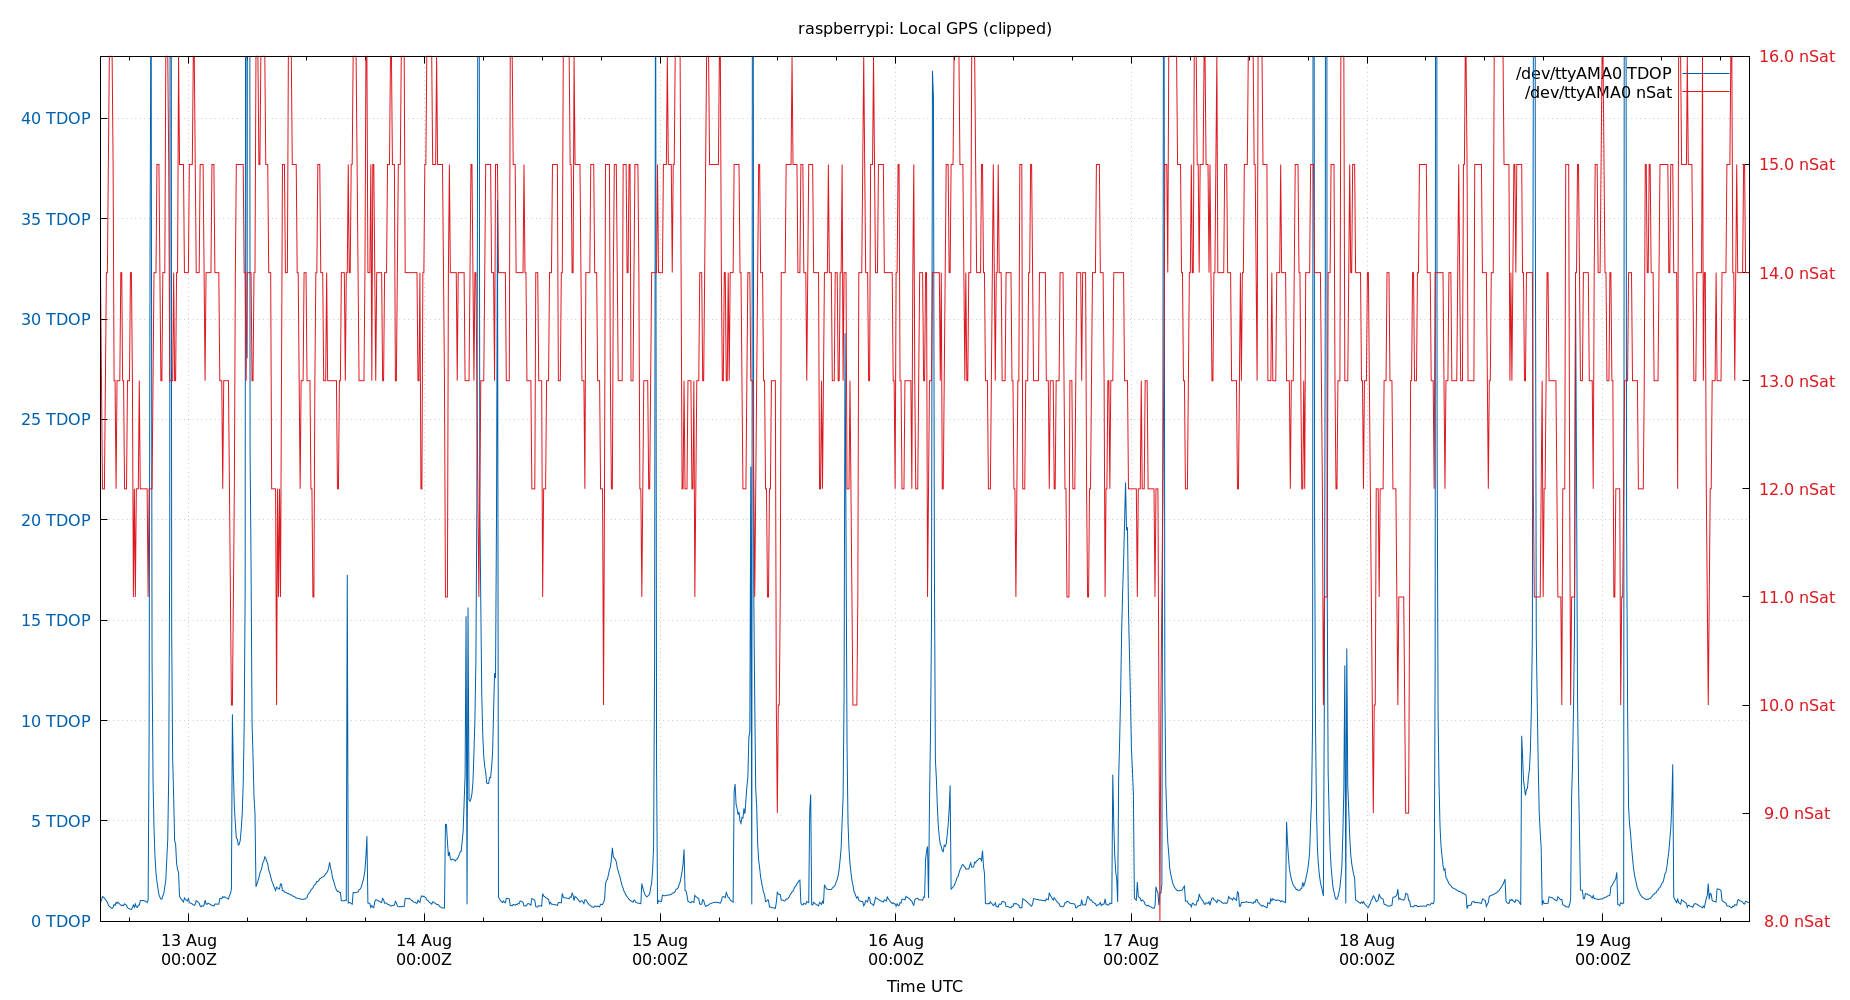 raspberrypi: Local GPS (clipped)
/dev/ttyAMA0 TDOP
/dev/ttyAMA0 nSat
40 TDOP
35 TDOP
30 TDOP
25 TDOP
20 TDOP
15 TDOP
10 TDOP
5 TDOP
0 TDOP
16.0 nSat
15.0 nSat
14.0 nSat
13.0 nSat
12.0 nSat
11.0 nSat
10.0 nSat
9.0 nSat
8.0 nSat
13 Aug
00:00Z
14 Aug
00:00Z
15 Aug
00:00Z
16 Aug
00:00Z
17 Aug
00:00Z
18 Aug
00:00Z
19 Aug
00:00Z
Time UTC